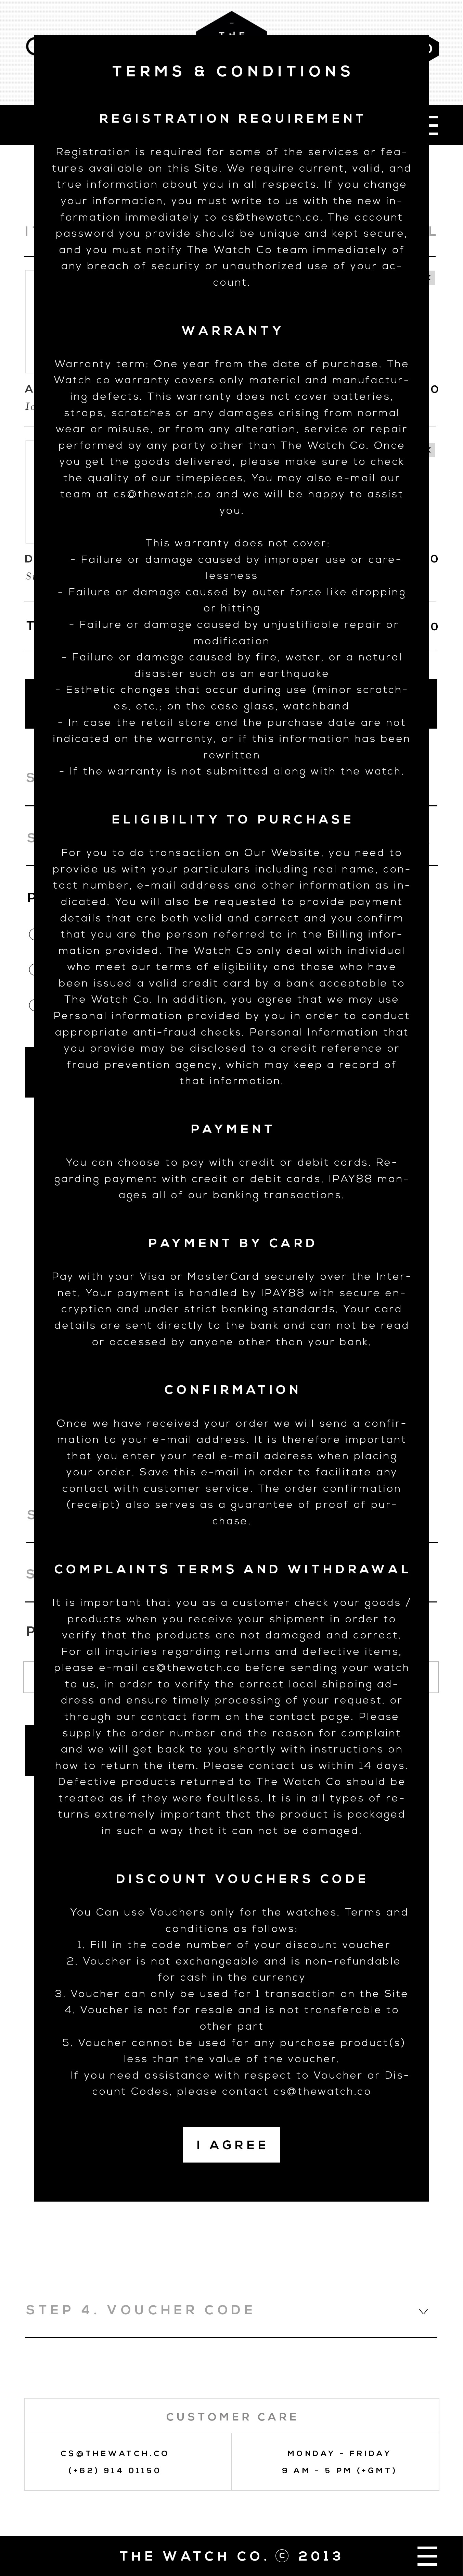 THE
TERMS & CONDITIONS
REGISTRATION REQUIREMENT
Registration is required for some of the services or fea-
tures available on this Site. We require current, valid, and
true information about you in all respects. If you change
your information, you must write to us with the new in-
formation immediately to cs@thewatch.co. The account
password you provide should be unique and kept secure,
and you must notify The Watch Co team immediately of
any breach of security or unauthorized use of your ac-
count.
WARRANTY
Warranty term: One year from the date of purchase. The
Watch co warranty covers only material and manufactur-
ing defects. This warranty does not cover batteries,
straps, scratches or any damages arising from normal
wear or misuse, or from any alteration, service or repair
performed by any party other than The Watch Co. Once
you get the goods delivered, please make sure to check
the quality of our timepieces. You may also e-mail our
team at cs@thewatch.co and we will be happy to assist
you.
This warranty does not cover:
- Failure or damage caused by improper use or care-
lessness
- Failure or damage caused by outer force like dropping
or hitting
- Failure or damage caused by unjustifiable repair or
modification
- Failure or damage caused by fire, water, or a natural
disaster such as an earthquake
- Esthetic changes that occur during use (minor scratch-
es, etc.; on the case glass, watchband
- In case the retail store and the purchase date are not
indicated on the warranty, or if this information has been
rewritten
- If the warranty is not submitted along with the watch.
ELIGIBILITY TO PURCHASE
For you to do transaction on Our Website, you need to
provide us with your particulars including real name, con-
tact number, e-mail address and other information as in-
dicated. You will also be requested to provide payment
details that are both valid and correct and you confirm
that you are the person referred to in the Billing infor-
mation provided. The Watch Co only deal with individual
who meet our terms of eligibility and those who have
been issued a valid credit card by a bank acceptable to
The Watch Co. In addition, you agree that we may use
Personal information provided by you in order to conduct
appropriate anti-fraud checks. Personal Information that
you provide may be disclosed to a credit reference or
fraud prevention agency, which may keep a record of
that information.
PAYMENT
You can choose to pay with credit or debit cards. Re-
garding payment with credit or debit cards, IPAY88 man-
ages all of our banking transactions.
PAYMENT BY CARD
Pay with your Visa or MasterCard securely over the Inter-
net. Your payment is handled by IPAY88 with secure en-
cryption and under strict banking standards. Your card
details are sent directly to the bank and can not be read
or accessed by anyone other than your bank.
CONFIRMATION
Once we have received your order we will send a confir-
mation to your e-mail address. It is therefore important
that you enter your real e-mail address when placing
your order. Save this e-mail in order to facilitate any
contact with customer service. The order confirmation
(receipt) also serves as a guarantee of proof of pur-
chase.
COMPLAINTS TERMS AND WITHDRAWAL
It is important that you as a customer check your goods /
products when you receive your shipment in order to
verify that the products are not damaged and correct.
For all inquiries regarding returns and defective items,
please e-mail cs@thewatch.co before sending your watch
to us, in order to verify the correct local shipping ad-
dress and ensure timely processing of your request. or
through our contact form on the contact page. Please
supply the order number and the reason for complaint
and we will get back to you shortly with instructions on
how to return the item. Please contact us within 14 days.
Defective products returned to The Watch Co should be
treated as if they were faultless. It is in all types of re-
turns extremely important that the product is packaged
in such a way that it can not be damaged.
DISCOUNT VOUCHERS CODE
You Can use Vouchers only for the watches. Terms and
conditions as follows:
1. Fill in the code number of your discount voucher
2. Voucher is not exchangeable and is non-refundable
for cash in the currency
3. Voucher can only be used for 1 transaction on the Site
4. Voucher is not for resale and is not transferable to
other part
5. Voucher cannot be used for any purchase product(s)
less than the value of the voucher.
If you need assistance with respect to Voucher or Dis-
count Codes, please contact cs@thewatch.co
I AGREE
STEP 4. VOUCHER CODE
CUSTOMER CARE
CS@THEWATCH.CO
(+62) 914 01150
MONDAY - FRIDAY
9 AM - 5 PM (+GMT)
THE WATCH CO. © 2013